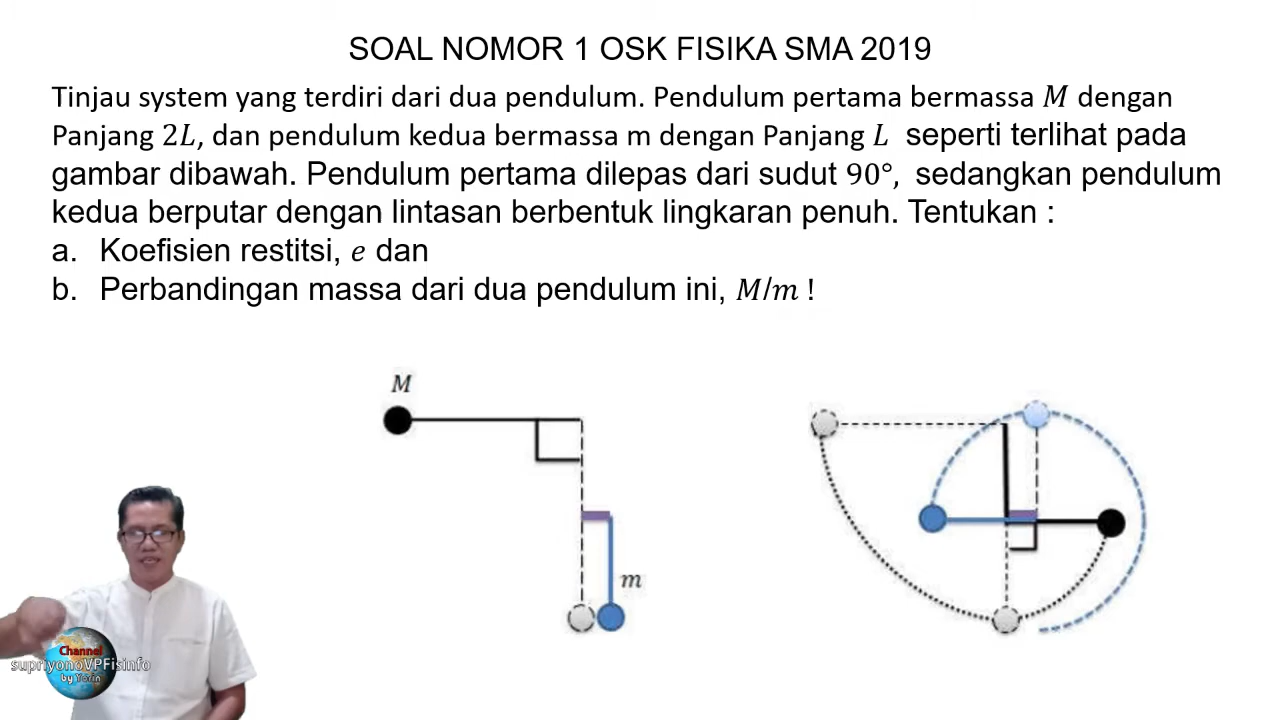 SOAL NOMOR 1 OSK FISIKA SMA 2019
Tinjau system yang terdiri dari dua pendulum. Pendulum pertama bermassa M dengan
Panjang 2L, dan pendulum kedua bermassa m dengan Panjang L seperti terlihat pada
gambar dibawah. Pendulum pertama dilepas dari sudut 90°, sedangkan pendulum
kedua berputar dengan lintasan berbentuk lingkaran penuh. Tentukan :
a. Koefisien restitsi, e dan
b. Perbandingan massa dari dua pendulum ini, M/m !
M
m
Channel
supriyonoVPFisinfo
by Yorin